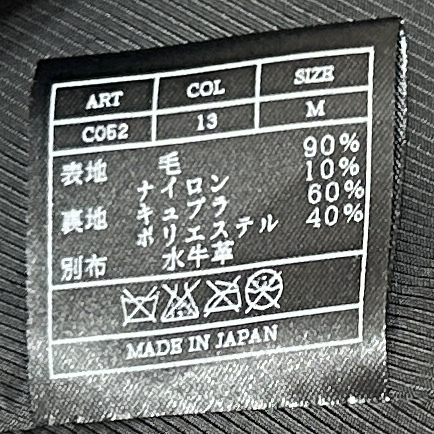 ART COL SIZE
C052 13 M
表地 毛 90%
ナイロン 10%
裏地 キュプラ 60%
ポリエステル 40%
別布 水牛革
MADE IN JAPAN